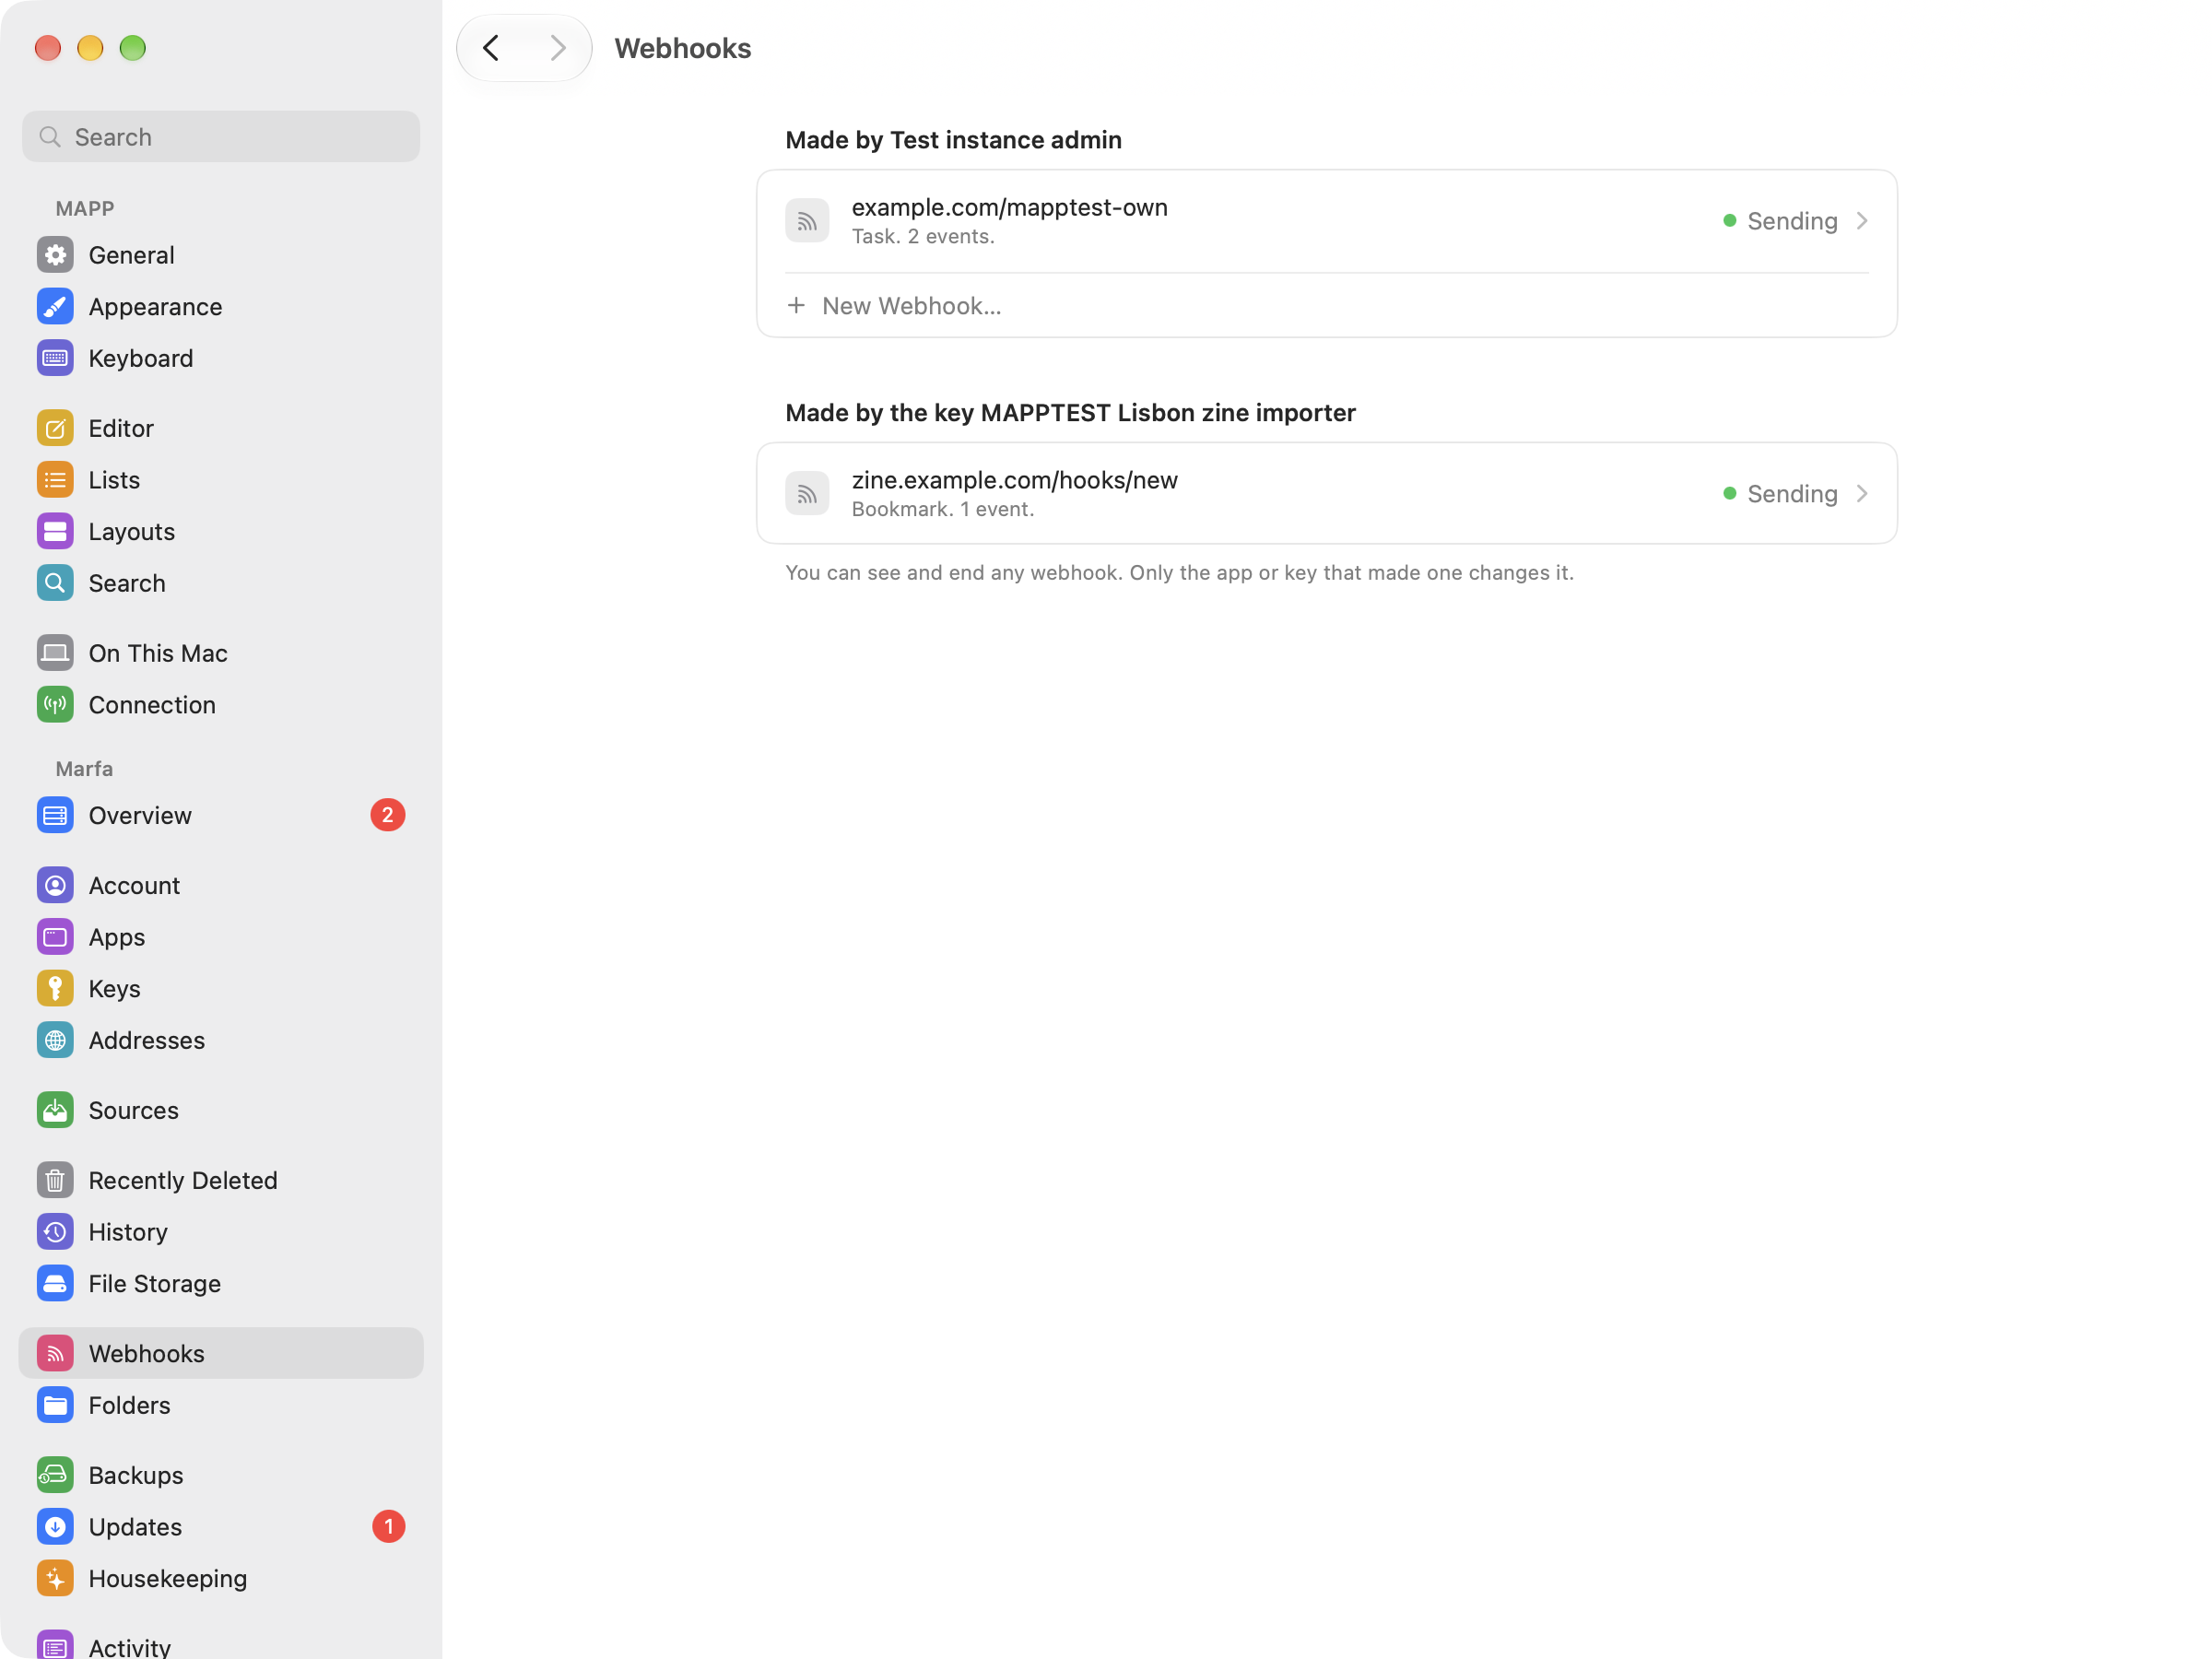 Webhooks
Search
MAPP
General
Appearance
Keyboard
Editor
Lists
Layouts
Search
On This Mac
Connection
Marfa
Overview
2
Account
Apps
Keys
Addresses
Sources
Recently Deleted
History
File Storage
Webhooks
Folders
Backups
Updates
1
Housekeeping
Activity
Made by Test instance admin
example.com/mapptest-own
Task. 2 events.
Sending
+ New Webhook...
Made by the key MAPPTEST Lisbon zine importer
zine.example.com/hooks/new
Bookmark. 1 event.
Sending
You can see and end any webhook. Only the app or key that made one changes it.